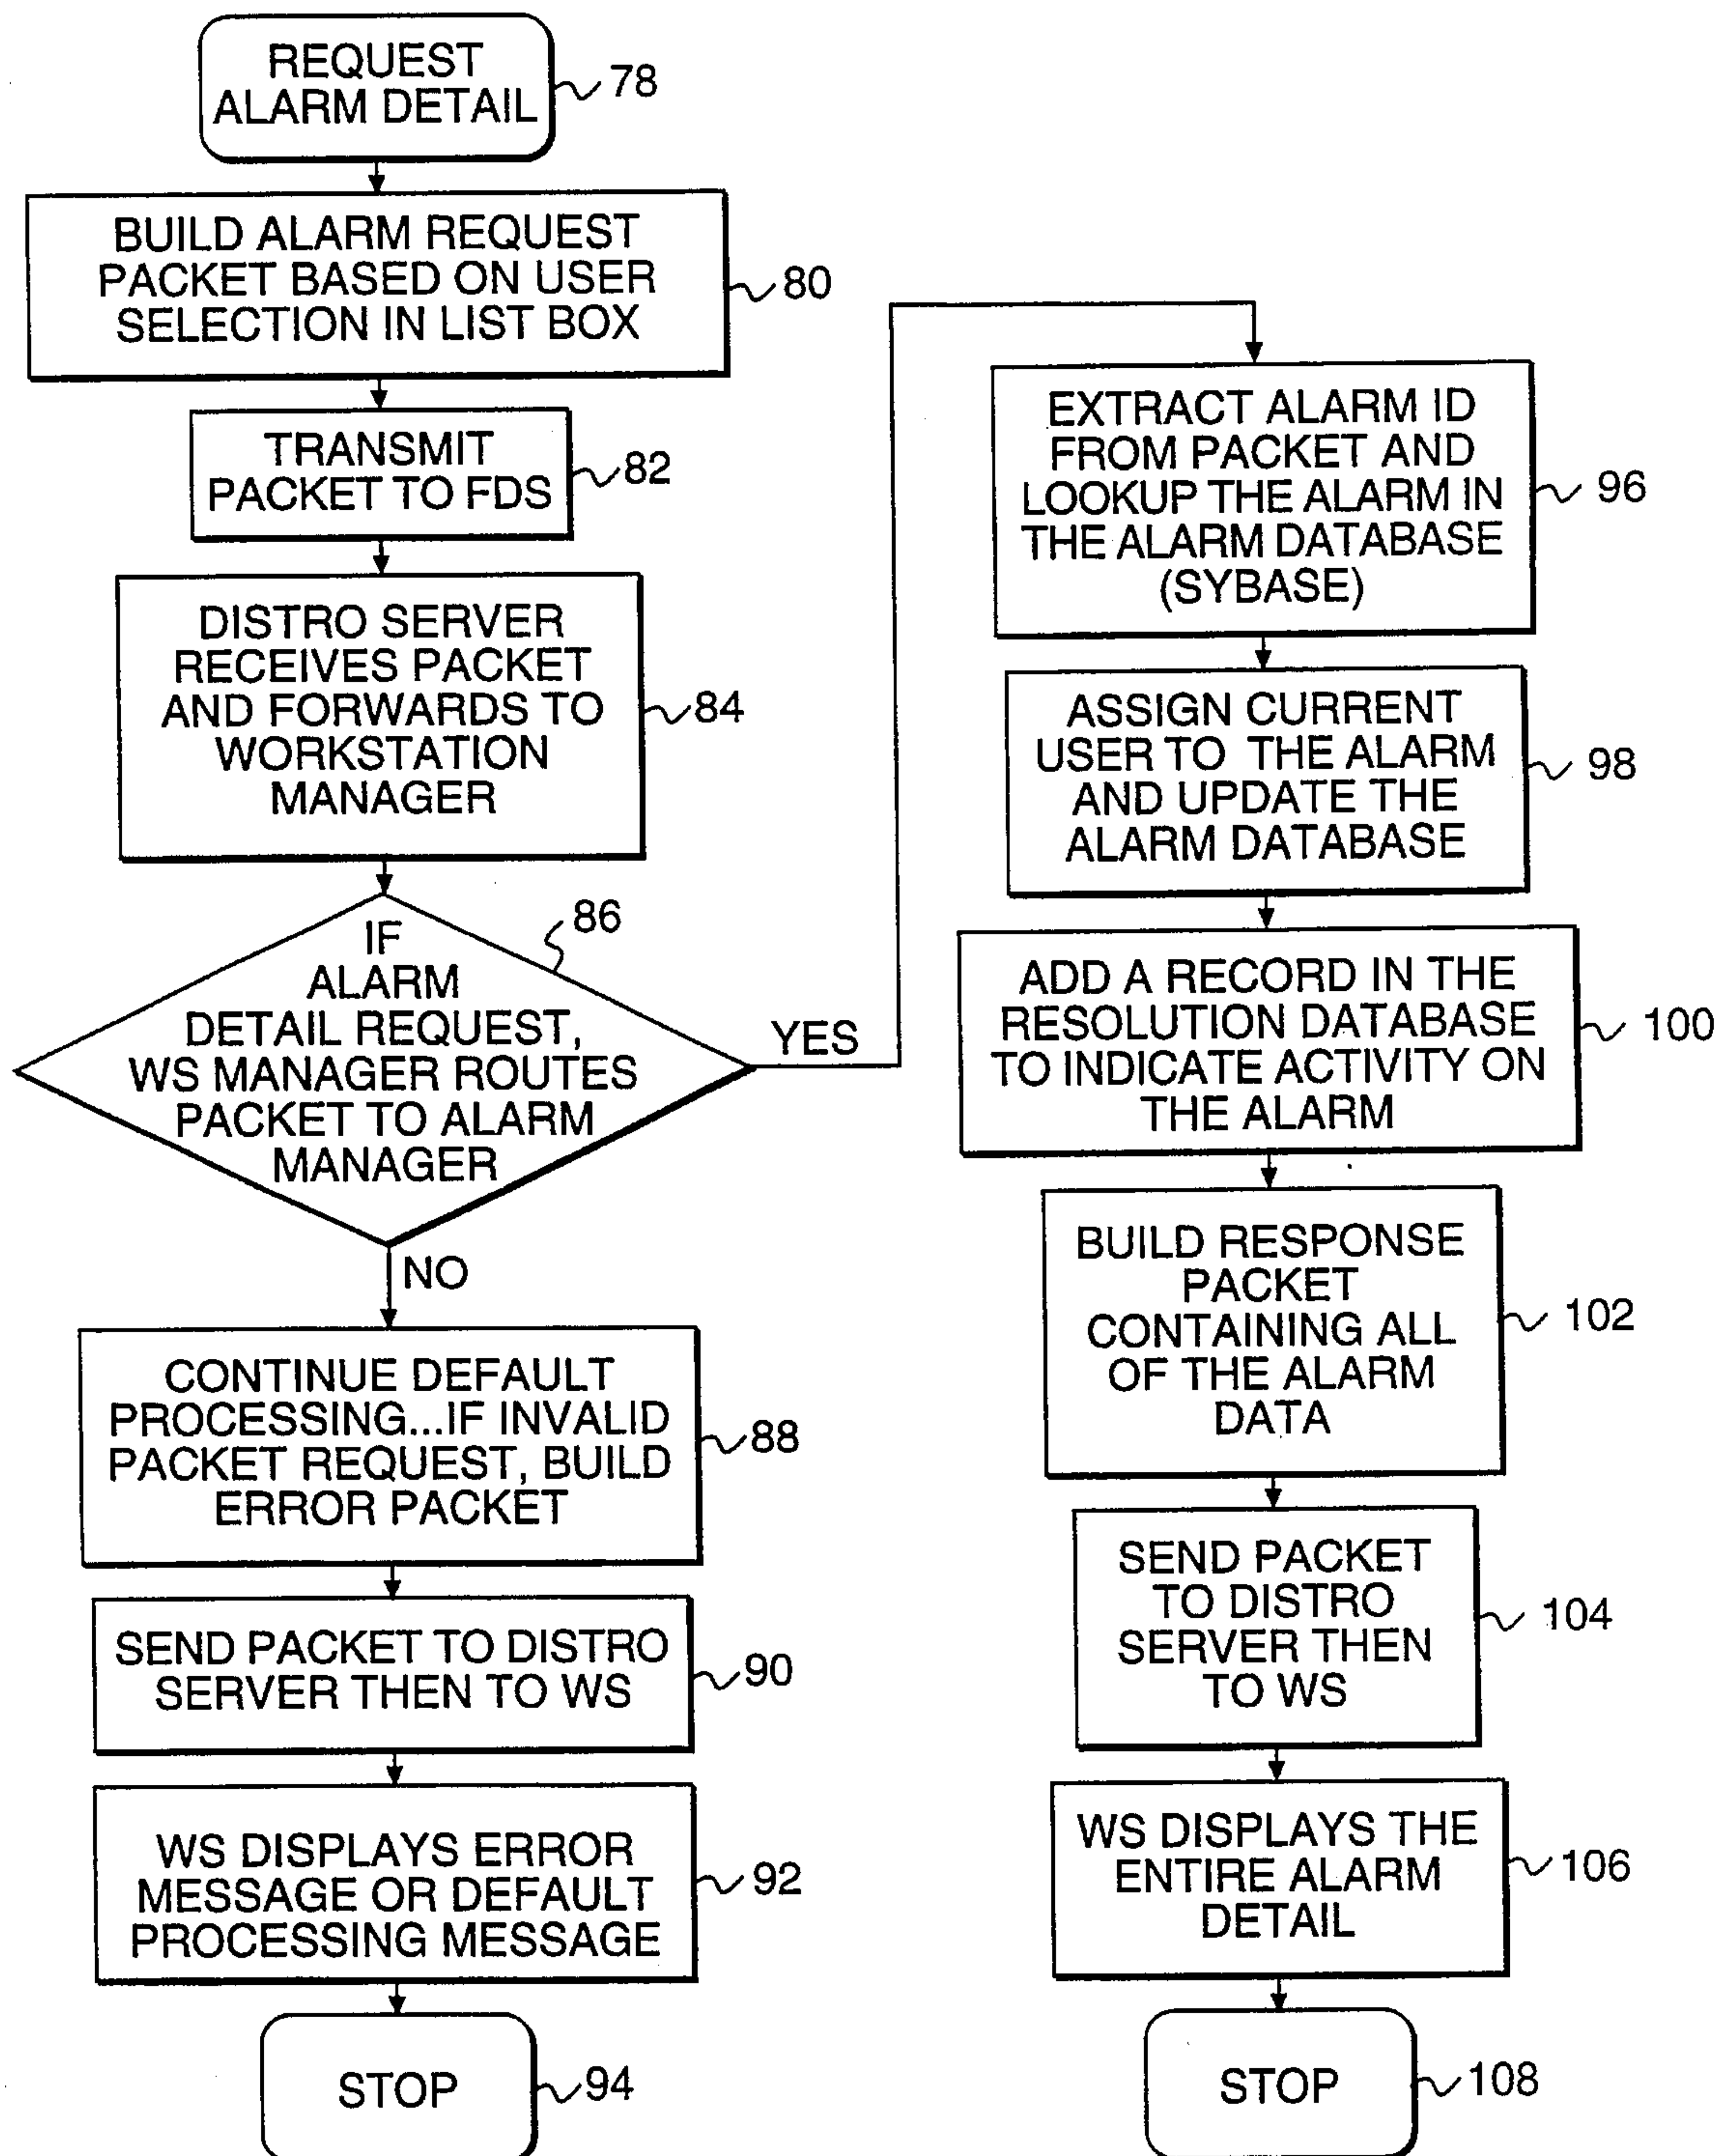 REQUEST
ALARM DETAIL
78
BUILD ALARM REQUEST
PACKET BASED ON USER
SELECTION IN LIST BOX
80
TRANSMIT
PACKET TO FDS
82
DISTRO SERVER
RECEIVES PACKET
AND FORWARDS TO
WORKSTATION
MANAGER
84
IF
ALARM
DETAIL REQUEST,
WS MANAGER ROUTES
PACKET TO ALARM
MANAGER
86
YES
NO
CONTINUE DEFAULT
PROCESSING...IF INVALID
PACKET REQUEST, BUILD
ERROR PACKET
88
SEND PACKET TO DISTRO
SERVER THEN TO WS
90
WS DISPLAYS ERROR
MESSAGE OR DEFAULT
PROCESSING MESSAGE
92
STOP
94
EXTRACT ALARM ID
FROM PACKET AND
LOOKUP THE ALARM IN
THE ALARM DATABASE
(SYBASE)
96
ASSIGN CURRENT
USER TO THE ALARM
AND UPDATE THE
ALARM DATABASE
98
ADD A RECORD IN THE
RESOLUTION DATABASE
TO INDICATE ACTIVITY ON
THE ALARM
100
BUILD RESPONSE
PACKET
CONTAINING ALL
OF THE ALARM
DATA
102
SEND PACKET
TO DISTRO
SERVER THEN
TO WS
104
WS DISPLAYS THE
ENTIRE ALARM
DETAIL
106
STOP
108